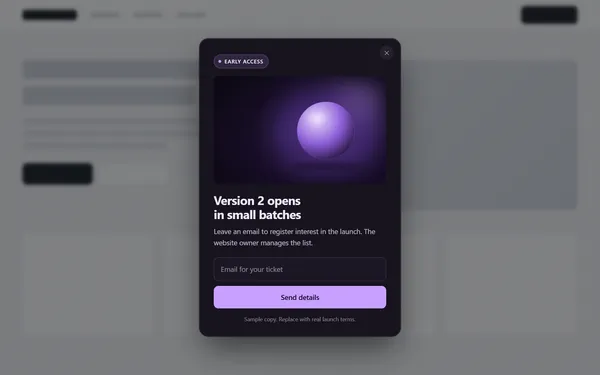 EARLY ACCESS
Version 2 opens
in small batches
Leave an email to register interest in the launch. The
website owner manages the list.
Email for your ticket
Send details
Sample copy. Replace with real launch terms.